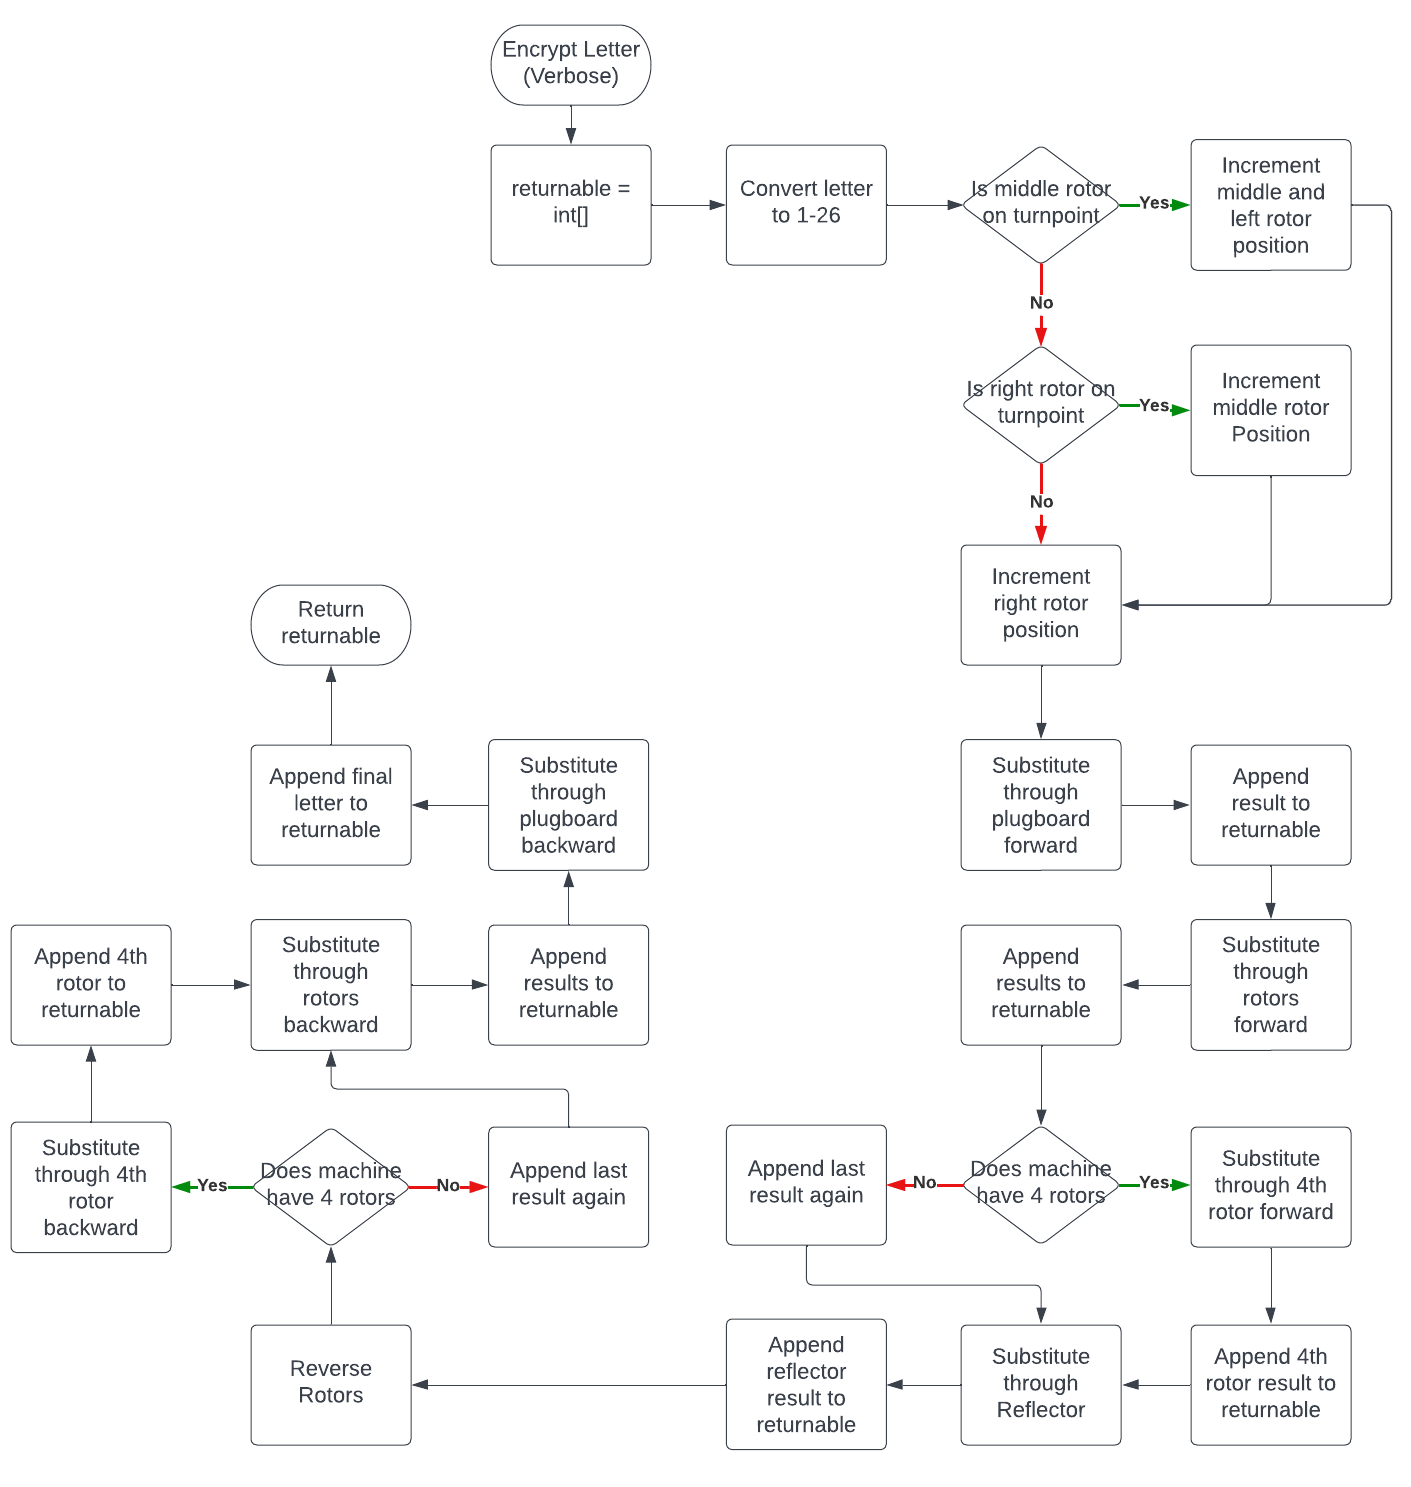 Encrypt Letter
(Verbose)
returnable =
int[]
Convert letter
to 1-26
Is middle rotor
on turnpoint
Yes
Increment
middle and
left rotor
position
No
Is right rotor on
turnpoint
Yes
Increment
middle rotor
Position
No
Increment
right rotor
position
Substitute
through
plugboard
forward
Append
result to
returnable
Substitute
through
rotors
forward
Append
results to
returnable
Does machine
have 4 rotors
No
Append last
result again
Yes
Substitute
through 4th
rotor forward
Append 4th
rotor result to
returnable
Substitute
through
Reflector
Append
reflector
result to
returnable
Reverse
Rotors
Does machine
have 4 rotors
No
Append last
result again
Yes
Substitute
through 4th
rotor
backward
Append 4th
rotor to
returnable
Substitute
through
rotors
backward
Append
results to
returnable
Substitute
through
plugboard
backward
Append final
letter to
returnable
Return
returnable